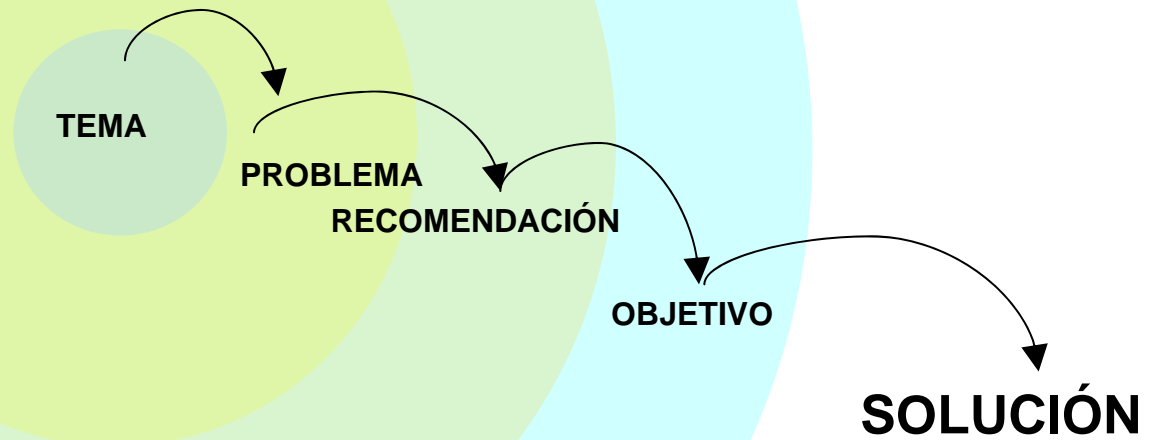 TEMA
PROBLEMA
RECOMENDACIÓN
OBJETIVO
SOLUCIÓN